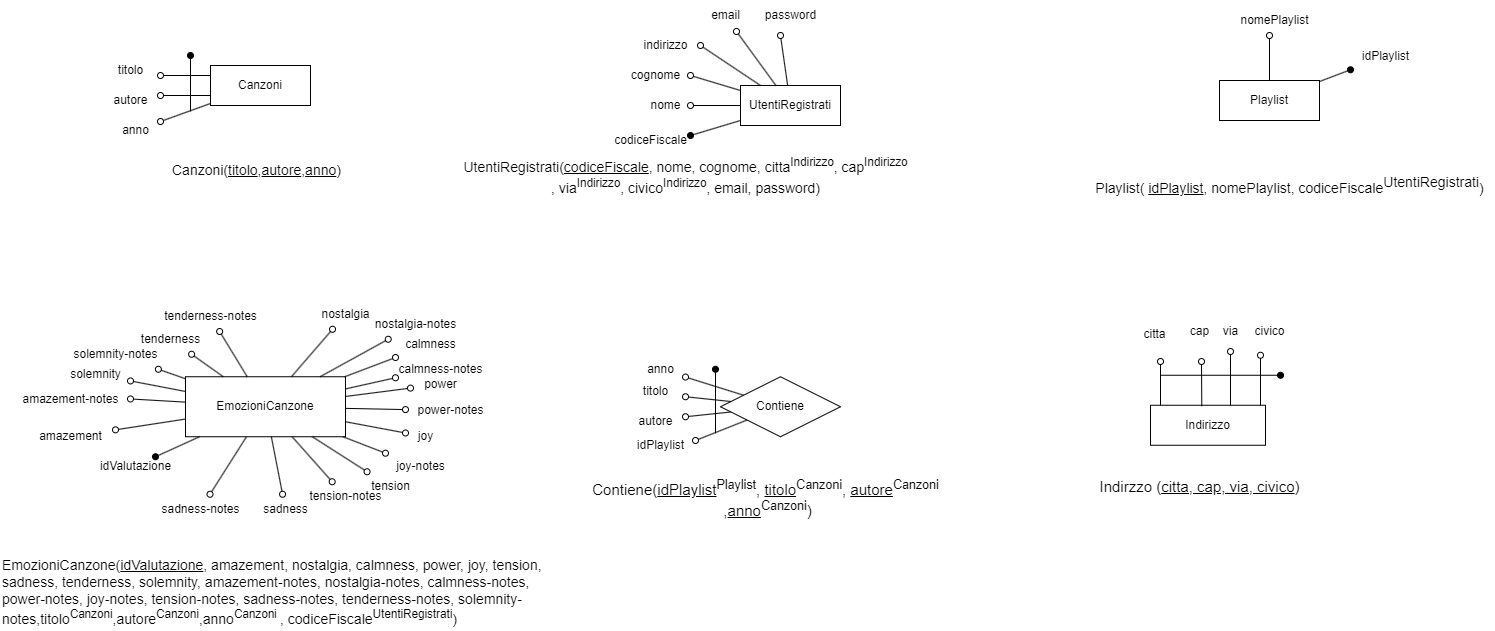 titolo
autore
anno
Canzoni
Canzoni(titolo,autore,anno)
email
password
indirizzo
cognome
nome
codiceFiscale
UtentiRegistrati
UtentiRegistrati(codiceFiscale, nome, cognome, citta^Indirizzo, cap^Indirizzo
, via^Indirizzo, civico^Indirizzo, email, password)
nomePlaylist
idPlaylist
Playlist
Playlist( idPlaylist, nomePlaylist, codiceFiscale^UtentiRegistrati)
tenderness-notes
tenderness
solemnity-notes
solemnity
amazement-notes
amazement
idValutazione
sadness-notes
sadness
tension-notes
tension
joy-notes
joy
power-notes
power
calmness-notes
calmness
nostalgia-notes
nostalgia
EmozioniCanzone
EmozioniCanzone(idValutazione, amazement, nostalgia, calmness, power, joy, tension,
sadness, tenderness, solemnity, amazement-notes, nostalgia-notes, calmness-notes,
power-notes, joy-notes, tension-notes, sadness-notes, tenderness-notes, solemnity-
notes,titolo^Canzoni,autore^Canzoni,anno^Canzoni , codiceFiscale^UtentiRegistrati)
anno
titolo
autore
idPlaylist
Contiene
Contiene(idPlaylist^Playlist, titolo^Canzoni, autore^Canzoni
,anno^Canzoni)
citta
cap
via
civico
Indirizzo
Indirzzo (citta, cap, via, civico)